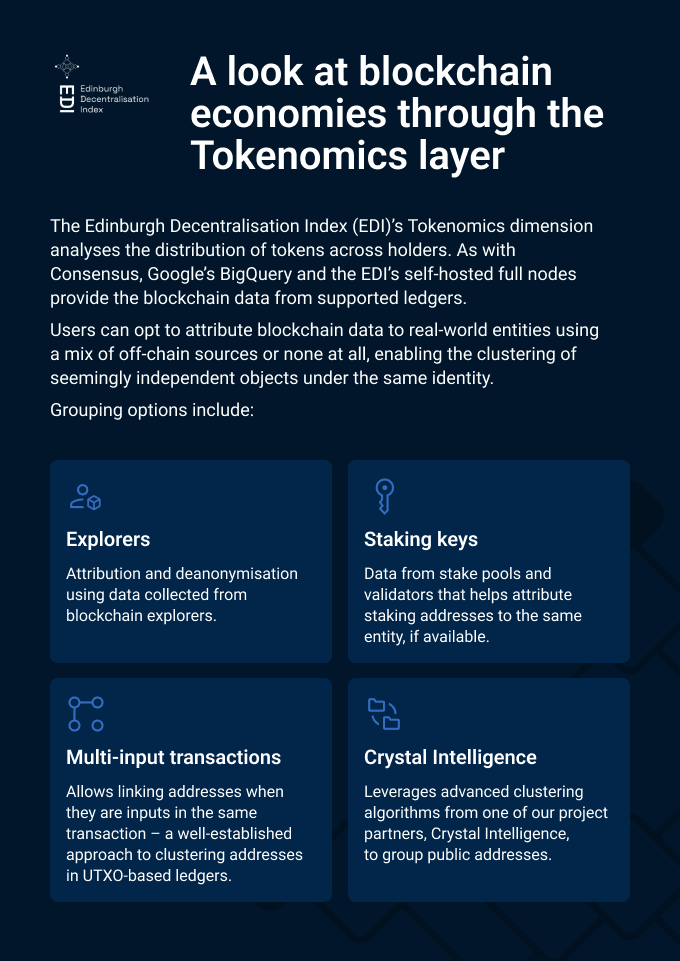 EDI
Edinburgh
Decentralisation
Index
A look at blockchain
economies through the
Tokenomics layer
The Edinburgh Decentralisation Index (EDI)’s Tokenomics dimension
analyses the distribution of tokens across holders. As with
Consensus, Google’s BigQuery and the EDI’s self-hosted full nodes
provide the blockchain data from supported ledgers.
Users can opt to attribute blockchain data to real-world entities using
a mix of off-chain sources or none at all, enabling the clustering of
seemingly independent objects under the same identity.
Grouping options include:
Explorers
Attribution and deanonymisation
using data collected from
blockchain explorers.
Staking keys
Data from stake pools and
validators that helps attribute
staking addresses to the same
entity, if available.
Multi-input transactions
Allows linking addresses when
they are inputs in the same
transaction – a well-established
approach to clustering addresses
in UTXO-based ledgers.
Crystal Intelligence
Leverages advanced clustering
algorithms from one of our project
partners, Crystal Intelligence,
to group public addresses.